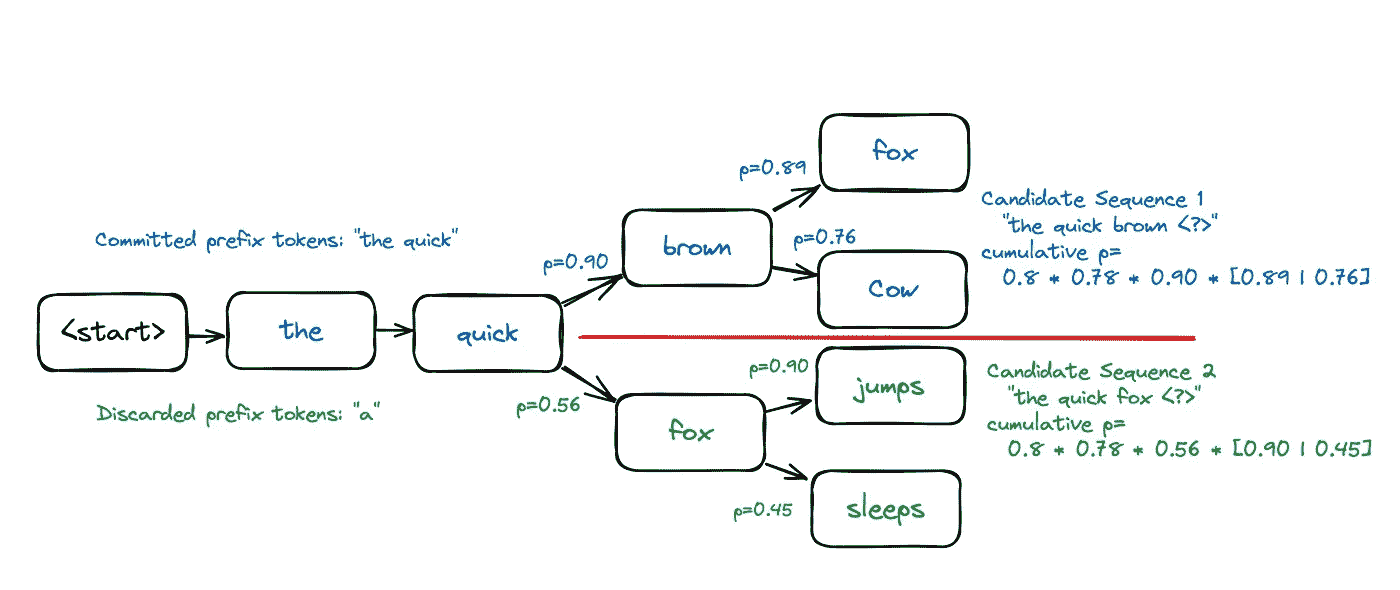 fox
p=0.89
Candidate Sequence 1
"the quick brown <?>"
cumulative p=
0.8 * 0.78 * 0.90 * [0.89 | 0.76]
Committed prefix tokens: "the quick"
brown
p=0.76
p=0.90
Cow
<start>
the
quick
p=0.90
jumps
Candidate Sequence 2
"the quick fox <?>"
cumulative p=
0.8 * 0.78 * 0.56 * [0.90 | 0.45]
Discarded prefix tokens: "a"
p=0.56
fox
p=0.45
sleeps